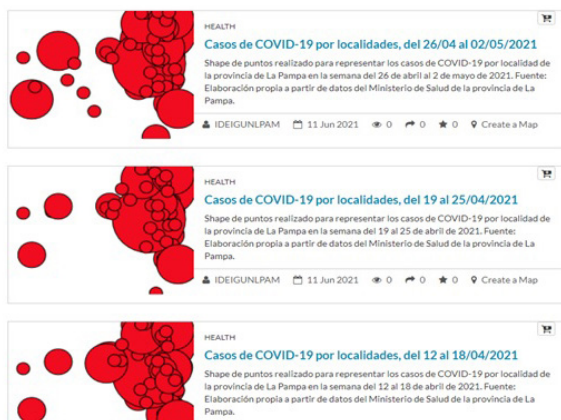 HEALTH
Casos de COVID-19 por localidades, del 26/04 al 02/05/2021
Shape de puntos realizado para representar los casos de COVID-19 por localidad de
la provincia de La Pampa en la semana del 26 de abril al 2 de mayo de 2021. Fuente:
Elaboración propia a partir de datos del Ministerio de Salud de la provincia de La
Pampa.
IDEIGUNLPAM 11 Jun 2021 0 0 0 Create a Map
HEALTH
Casos de COVID-19 por localidades, del 19 al 25/04/2021
Shape de puntos realizado para representar los casos de COVID-19 por localidad de
la provincia de La Pampa en la semana del 19 al 25 de abril de 2021. Fuente:
Elaboración propia a partir de datos del Ministerio de Salud de la provincia de La
Pampa.
IDEIGUNLPAM 11 Jun 2021 0 0 0 Create a Map
HEALTH
Casos de COVID-19 por localidades, del 12 al 18/04/2021
Shape de puntos realizado para representar los casos de COVID-19 por localidad de
la provincia de La Pampa en la semana del 12 al 18 de abril de 2021. Fuente:
Elaboración propia a partir de datos del Ministerio de Salud de la provincia de La
Pampa.